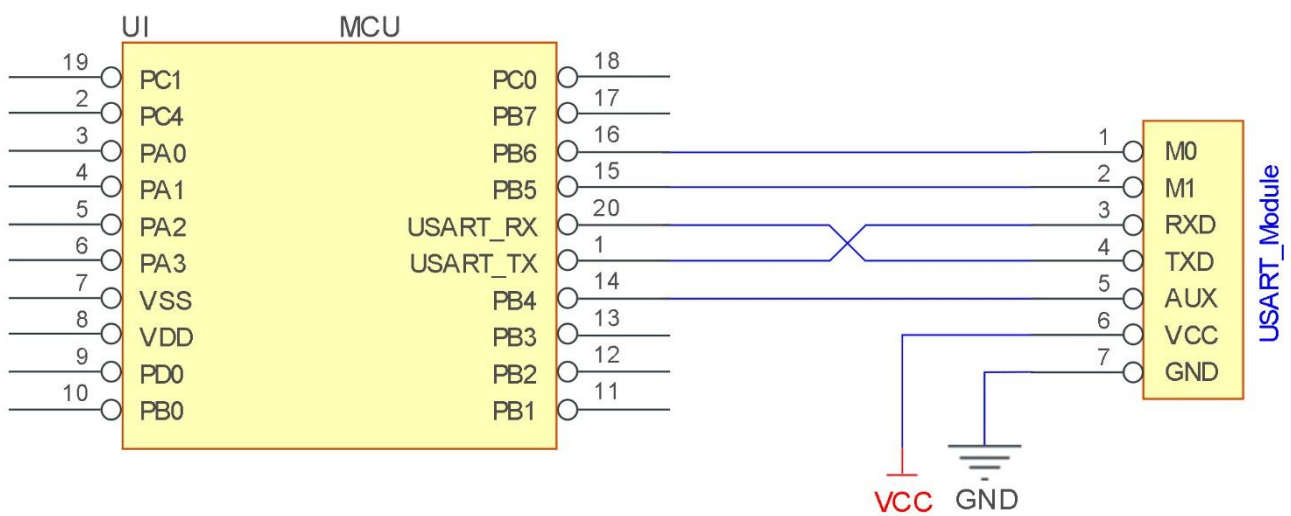 UI MCU
19 PC1 PC0 18
2 PC4 PB7 17
3 PA0 PB6 16
4 PA1 PB5 15
5 PA2 USART_RX 20
6 PA3 USART_TX 1
7 VSS PB4 14
8 VDD PB3 13
9 PD0 PB2 12
10 PB0 PB1 11
1 M0
2 M1
3 RXD
4 TXD
5 AUX
6 VCC
7 GND
USART_Module
VCC GND